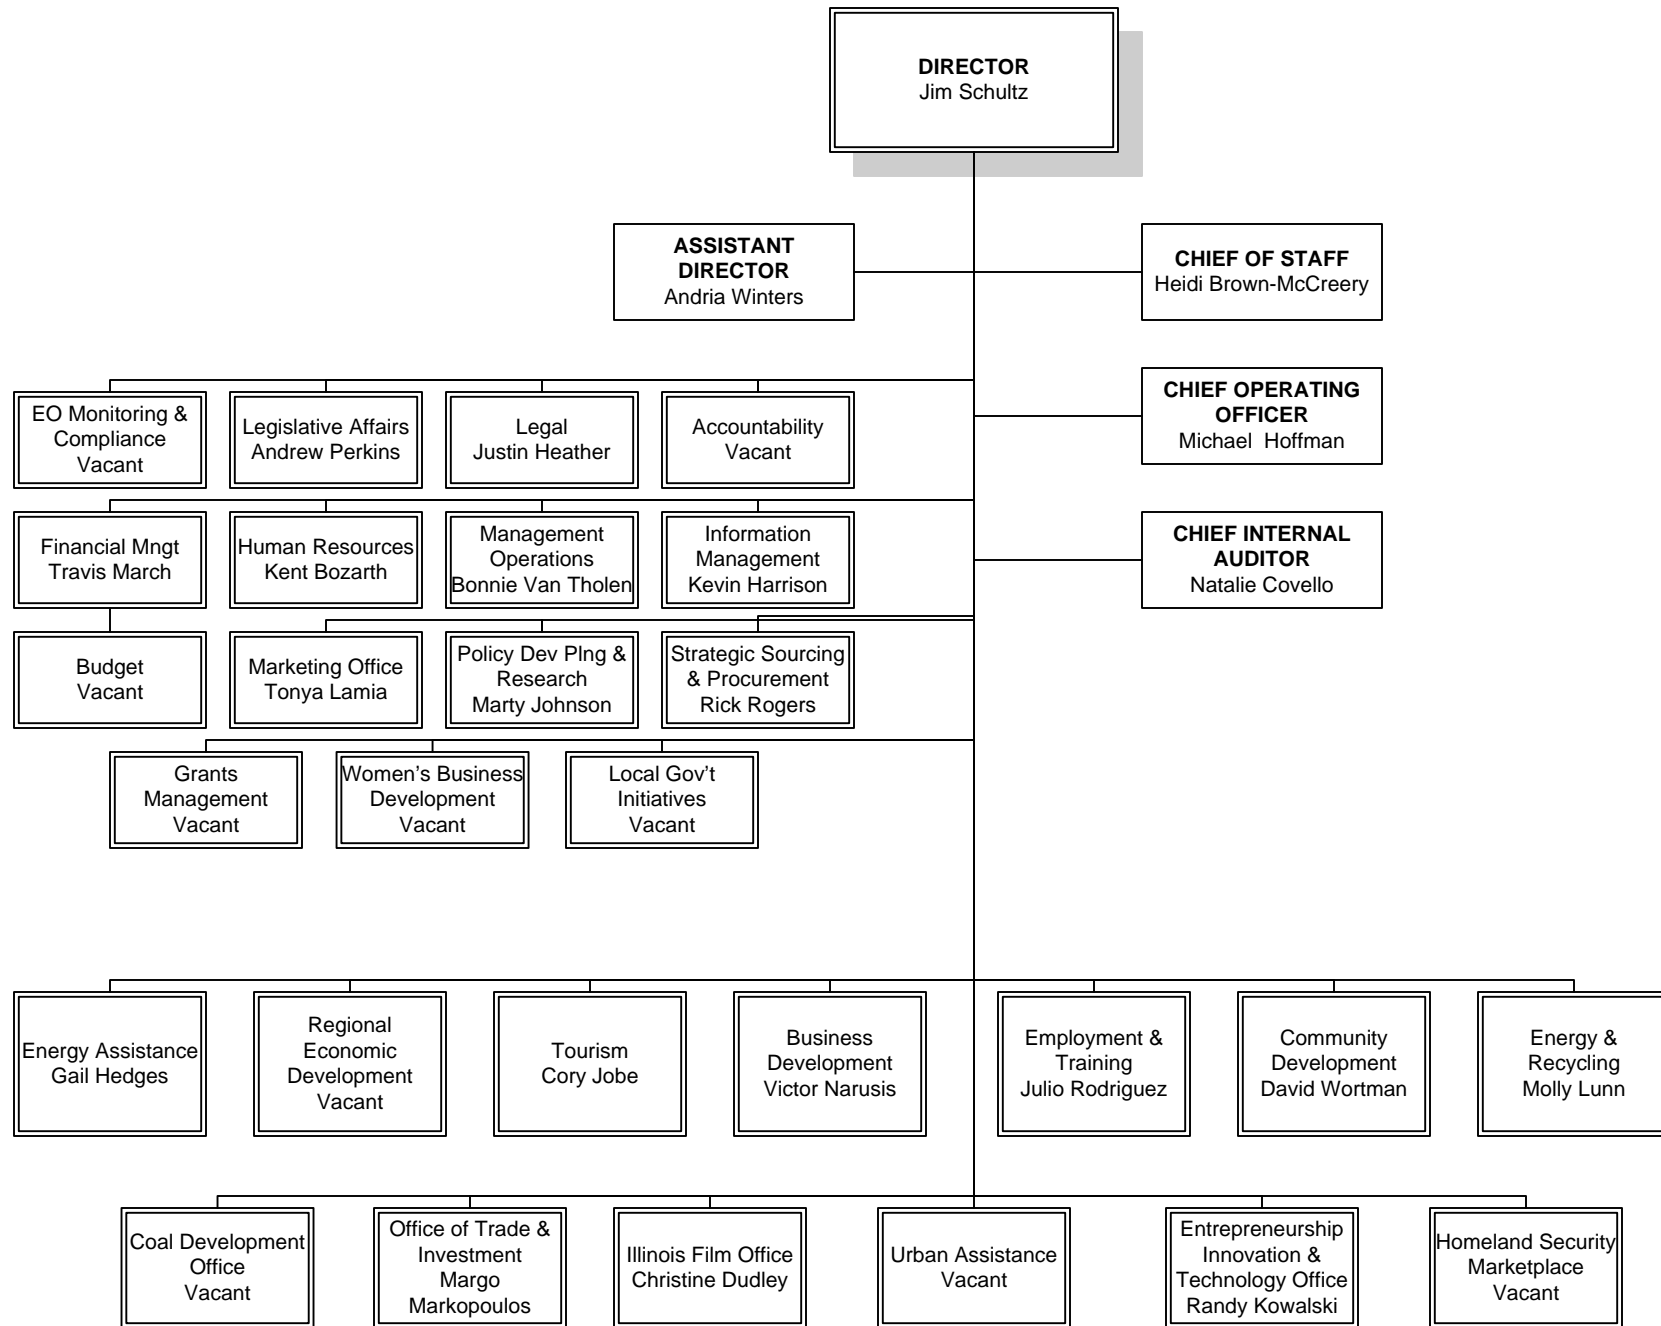 DIRECTOR
Jim Schultz
ASSISTANT
DIRECTOR
Andria Winters
CHIEF OF STAFF
Heidi Brown-McCreery
EO Monitoring &
Compliance
Vacant
Legislative Affairs
Andrew Perkins
Legal
Justin Heather
Accountability
Vacant
CHIEF OPERATING
OFFICER
Michael Hoffman
Financial Mngt
Travis March
Human Resources
Kent Bozarth
Management
Operations
Bonnie Van Tholen
Information
Management
Kevin Harrison
CHIEF INTERNAL
AUDITOR
Natalie Covello
Budget
Vacant
Marketing Office
Tonya Lamia
Policy Dev Plng &
Research
Marty Johnson
Strategic Sourcing
& Procurement
Rick Rogers
Grants
Management
Vacant
Women's Business
Development
Vacant
Local Gov't
Initiatives
Vacant
Energy Assistance
Gail Hedges
Regional
Economic
Development
Vacant
Tourism
Cory Jobe
Business
Development
Victor Narusis
Employment &
Training
Julio Rodriguez
Community
Development
David Wortman
Energy &
Recycling
Molly Lunn
Coal Development
Office
Vacant
Office of Trade &
Investment
Margo
Markopoulos
Illinois Film Office
Christine Dudley
Urban Assistance
Vacant
Entrepreneurship
Innovation &
Technology Office
Randy Kowalski
Homeland Security
Marketplace
Vacant